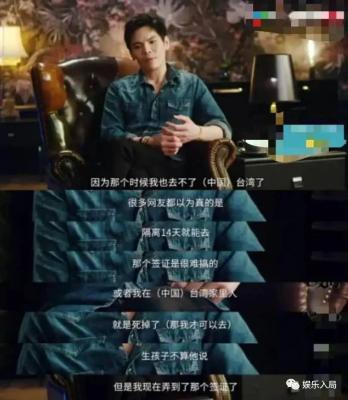 因为那个时候我也去不了（中国）台湾了
很多网友都以为真的是
隔离14天就能去
那个签证是很难搞的
或者我在（中国）台湾家里人
就是死掉了（那我才可以去）
生孩子不算他说
但是我现在弄到了那个签证了
娱乐入局